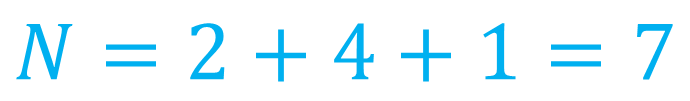 N = 2 + 4 + 1 = 7